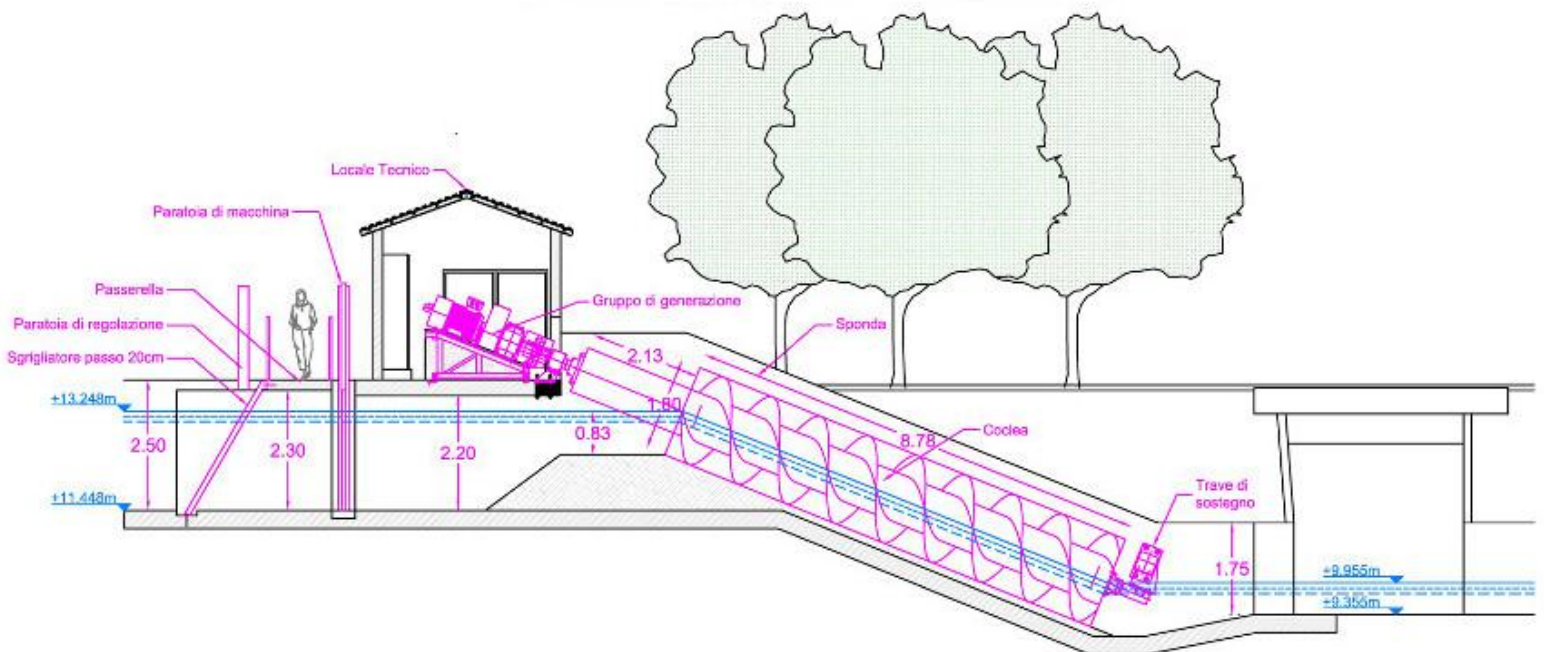 Locale Tecnico
Paratoia di macchina
Passerella
Paratoia di regolazione
Sgrigliatore passo 20cm
Gruppo di generazione
Sponda
2.13
+13.248m
1.80
2.50
2.30
2.20
0.83
8.78
Coclea
+11.448m
Trave di
sostegno
1.75
+9.955m
+9.355m